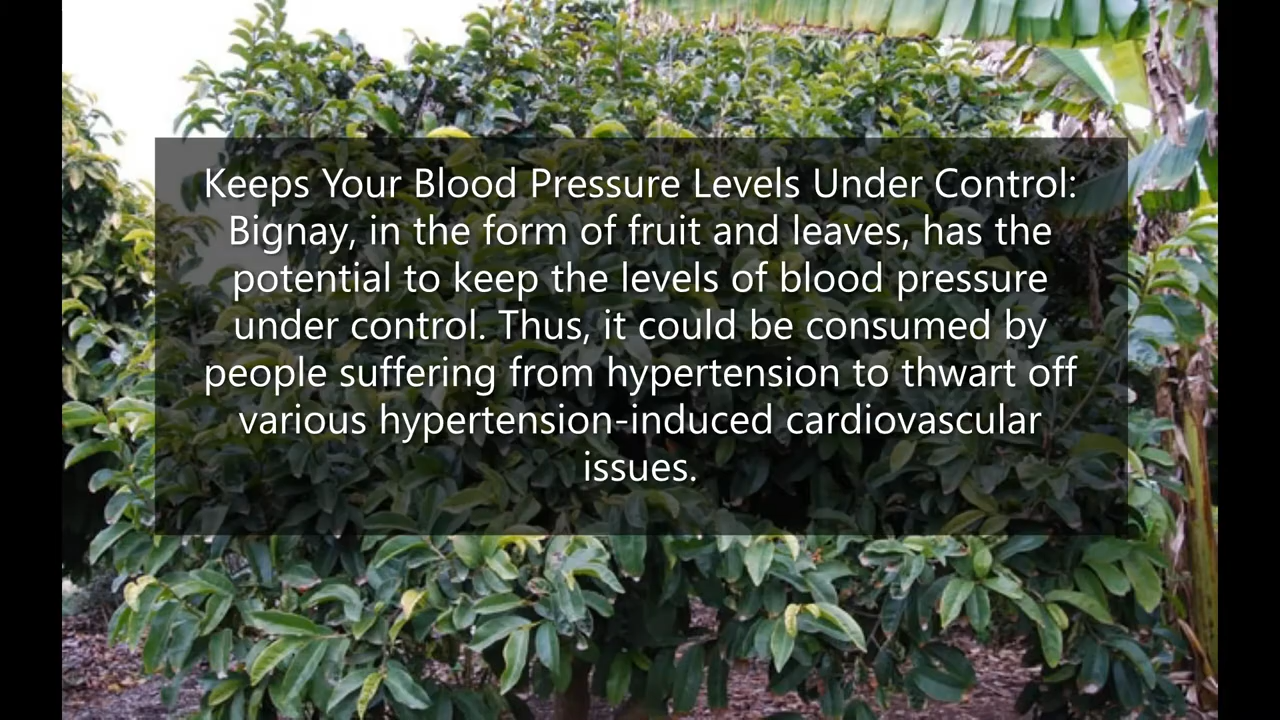 Keeps Your Blood Pressure Levels Under Control:
Bignay, in the form of fruit and leaves, has the
potential to keep the levels of blood pressure
under control. Thus, it could be consumed by
people suffering from hypertension to thwart off
various hypertension-induced cardiovascular
issues.